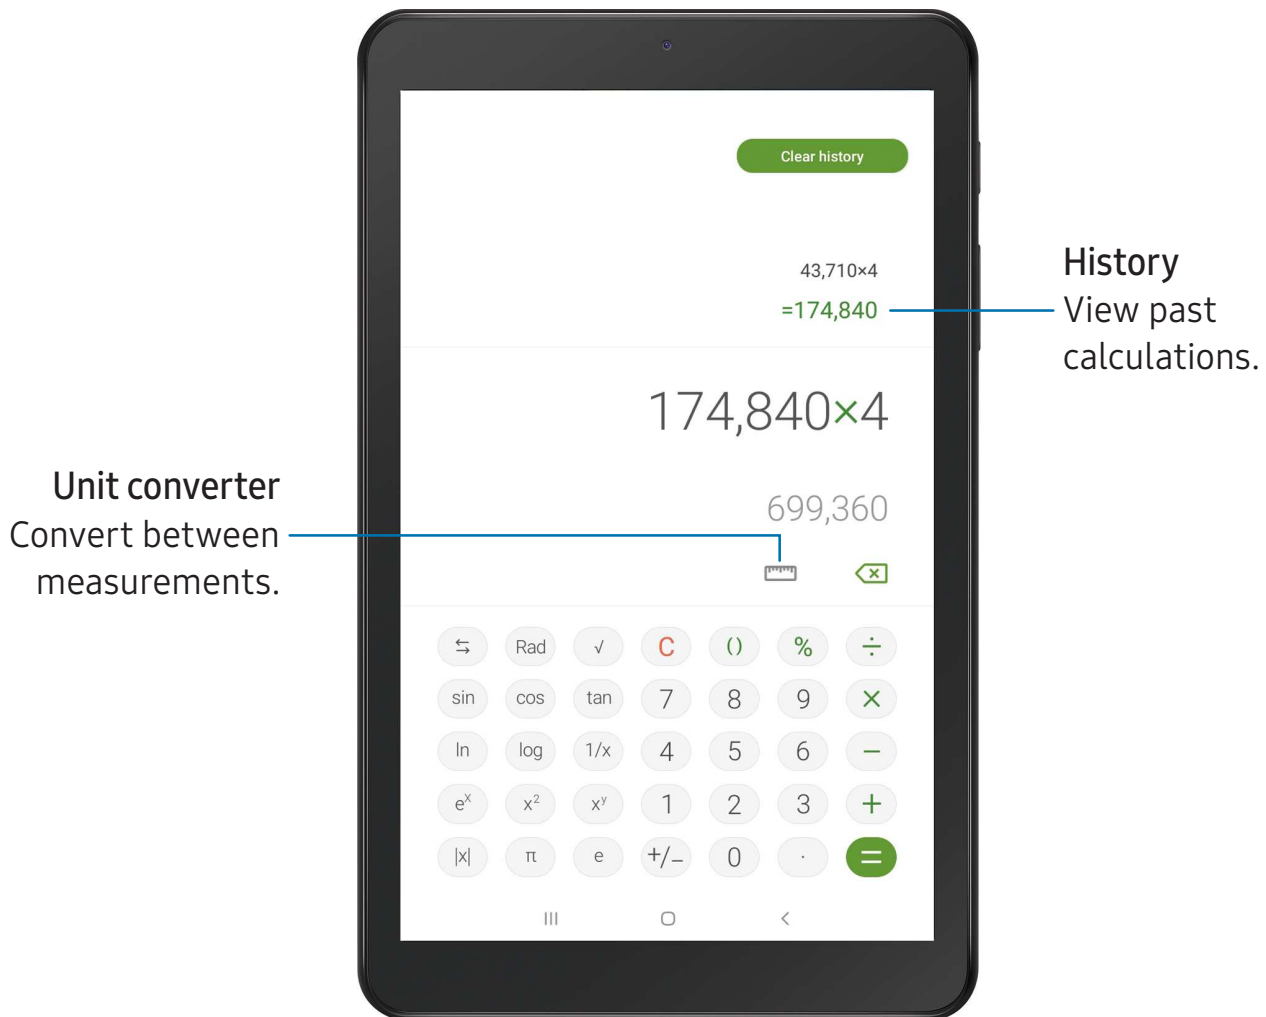 Clear history
43,710×4
=174,840
History
View past
calculations.
174,840×4
Unit converter
Convert between
measurements.
699,360
⇆ Rad √ C () % ÷
sin cos tan 7 8 9 ×
ln log 1/x 4 5 6 −
eˣ x² xʸ 1 2 3 +
|x| π e +/− 0 . =